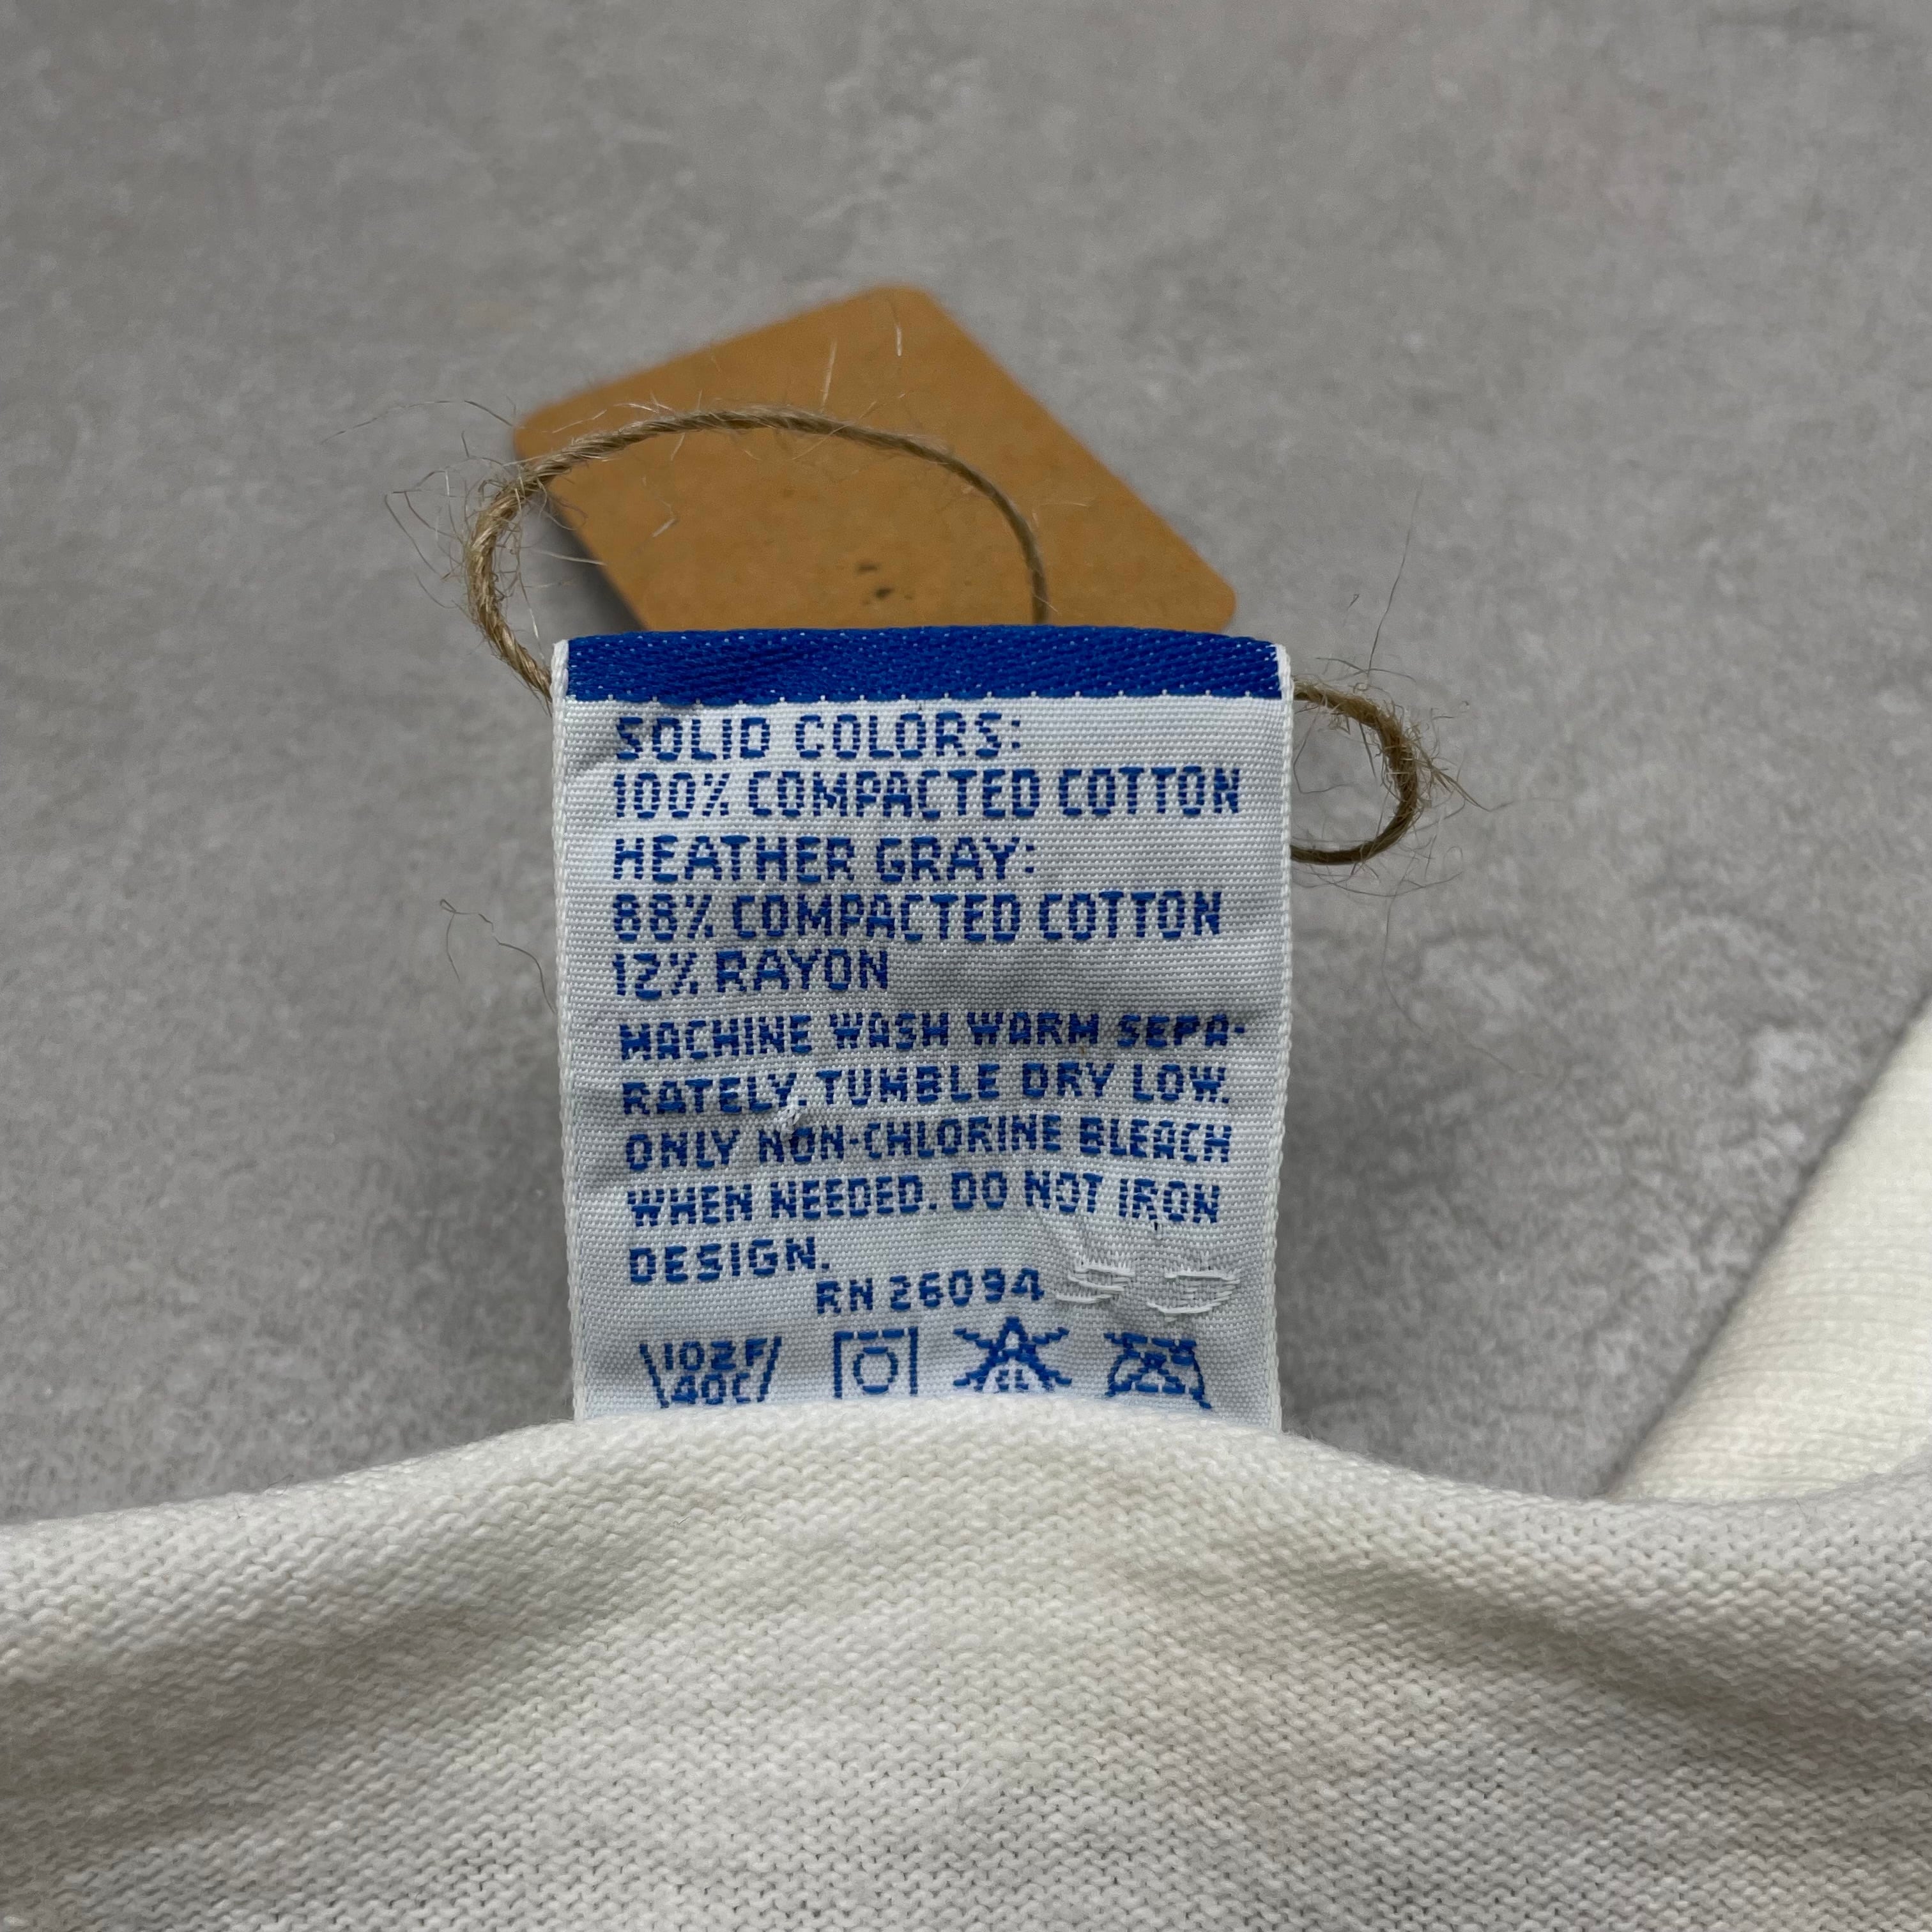 SOLID COLORS:
100% COMPACTED COTTON
HEATHER GRAY:
88% COMPACTED COTTON
12% RAYON
MACHINE WASH WARM SEPA-
RATELY. TUMBLE DRY LOW.
ONLY NON-CHLORINE BLEACH
WHEN NEEDED. DO NOT IRON
DESIGN.
RN 26094
102F
40C
CL